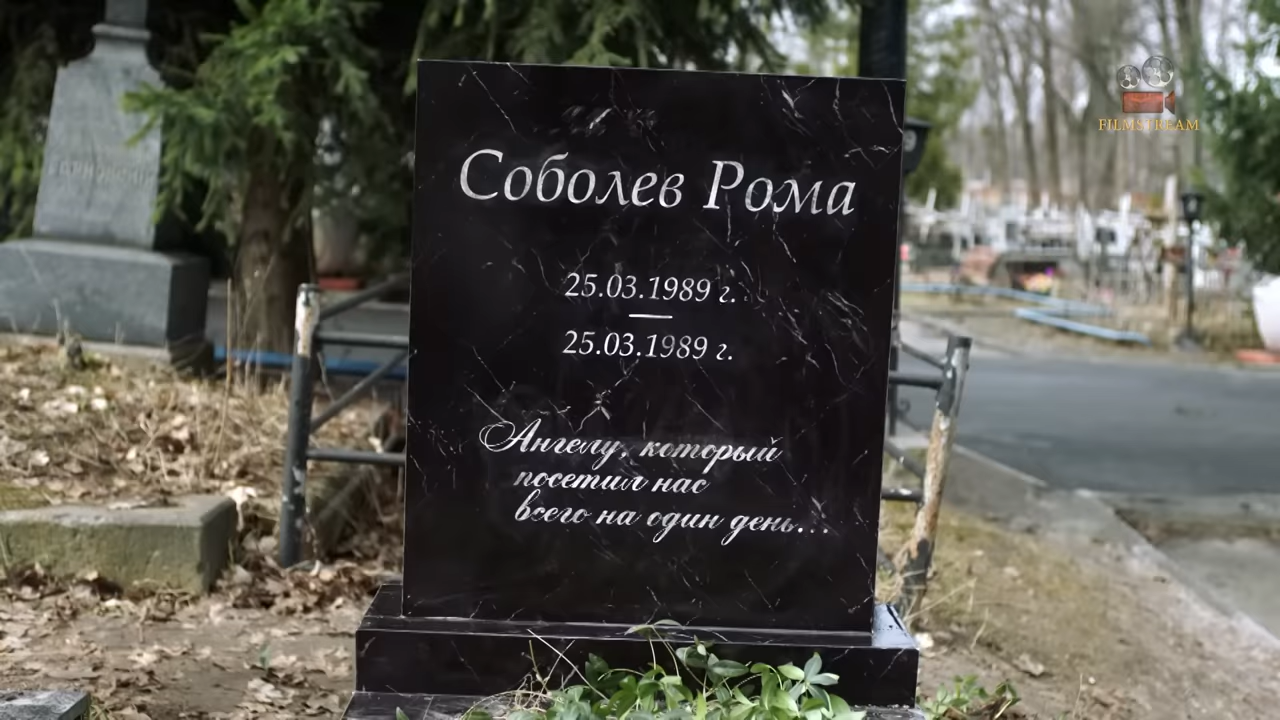 FILMSTREAM
Соболев Рома
25.03.1989 г.
25.03.1989 г.
Ангелу, который
посетил нас
всего на один день...